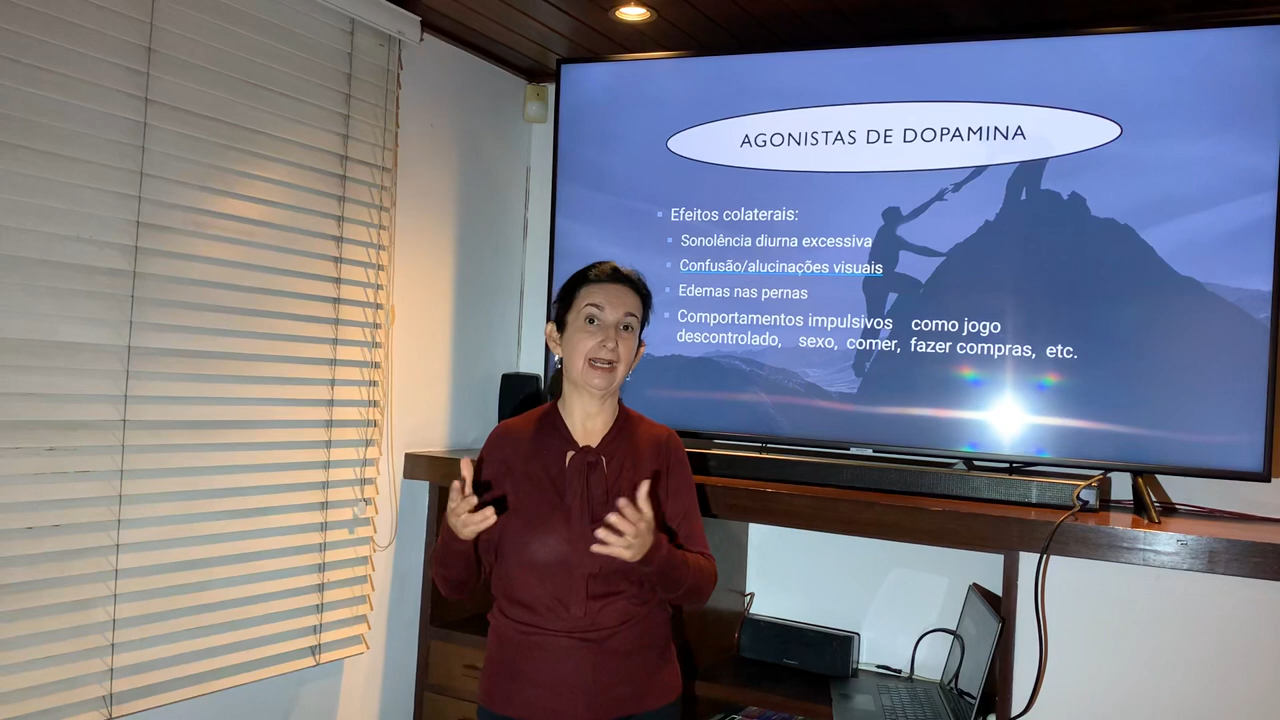 AGONISTAS DE DOPAMINA
Efeitos colaterais:
Sonolência diurna excessiva
Confusão/alucinações visuais
Edemas nas pernas
Comportamentos impulsivos como jogo
descontrolado, sexo, comer, fazer compras, etc.